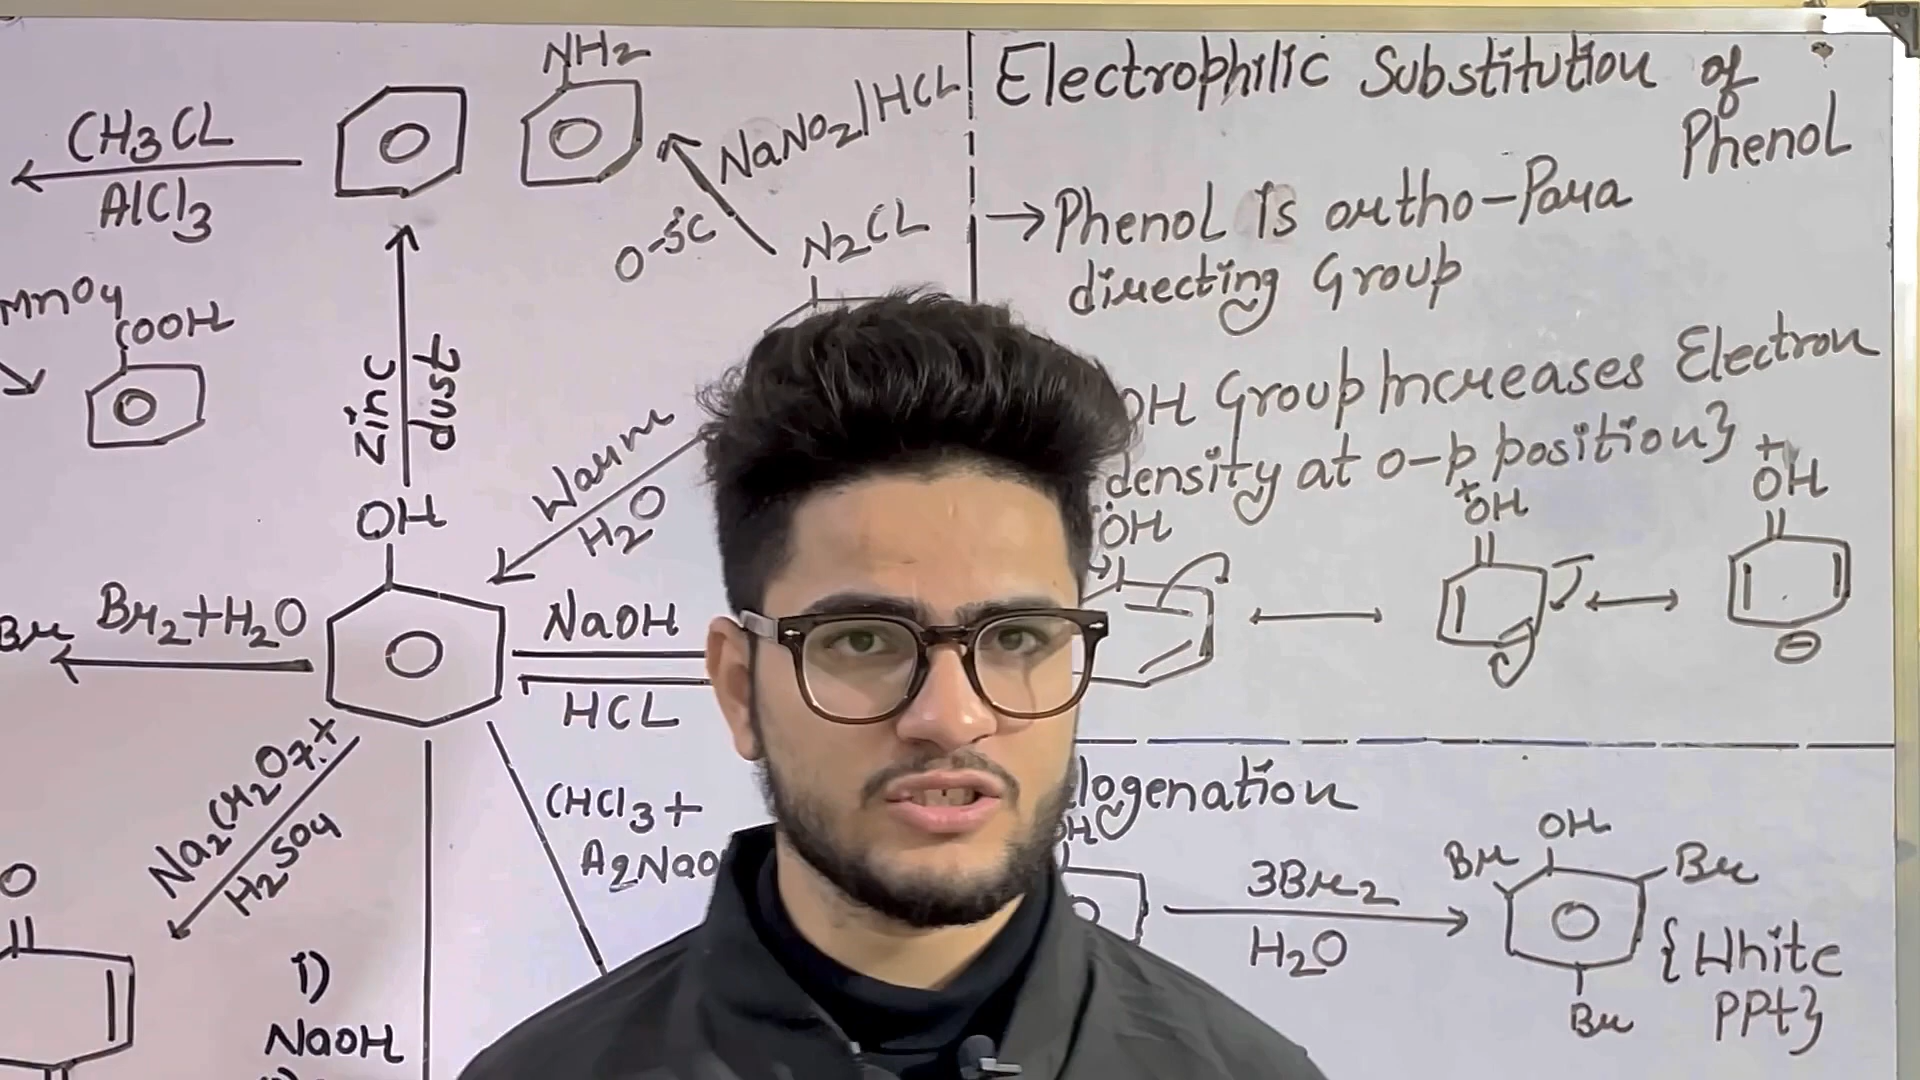 NH2
CH3CL
AlCl3
NaNO2/HCL
0-5c
N2CL
MnO4
COOH
Zinc
dust
Warm
H2O
OH
Br
Br2+H2O
NaOH
HCL
Na2Cr2O7+
H2SO4
O
CHCl3+
i)
NaOH
Electrophilic Substitution of
Phenol
→Phenol is ortho-Para
directing Group
OH Group Increases Electron
density at o-p position}
OH
+
OH
+
OH
logenation
3Br2
H2O
OH
Br
Br
Br
{White
PPt}